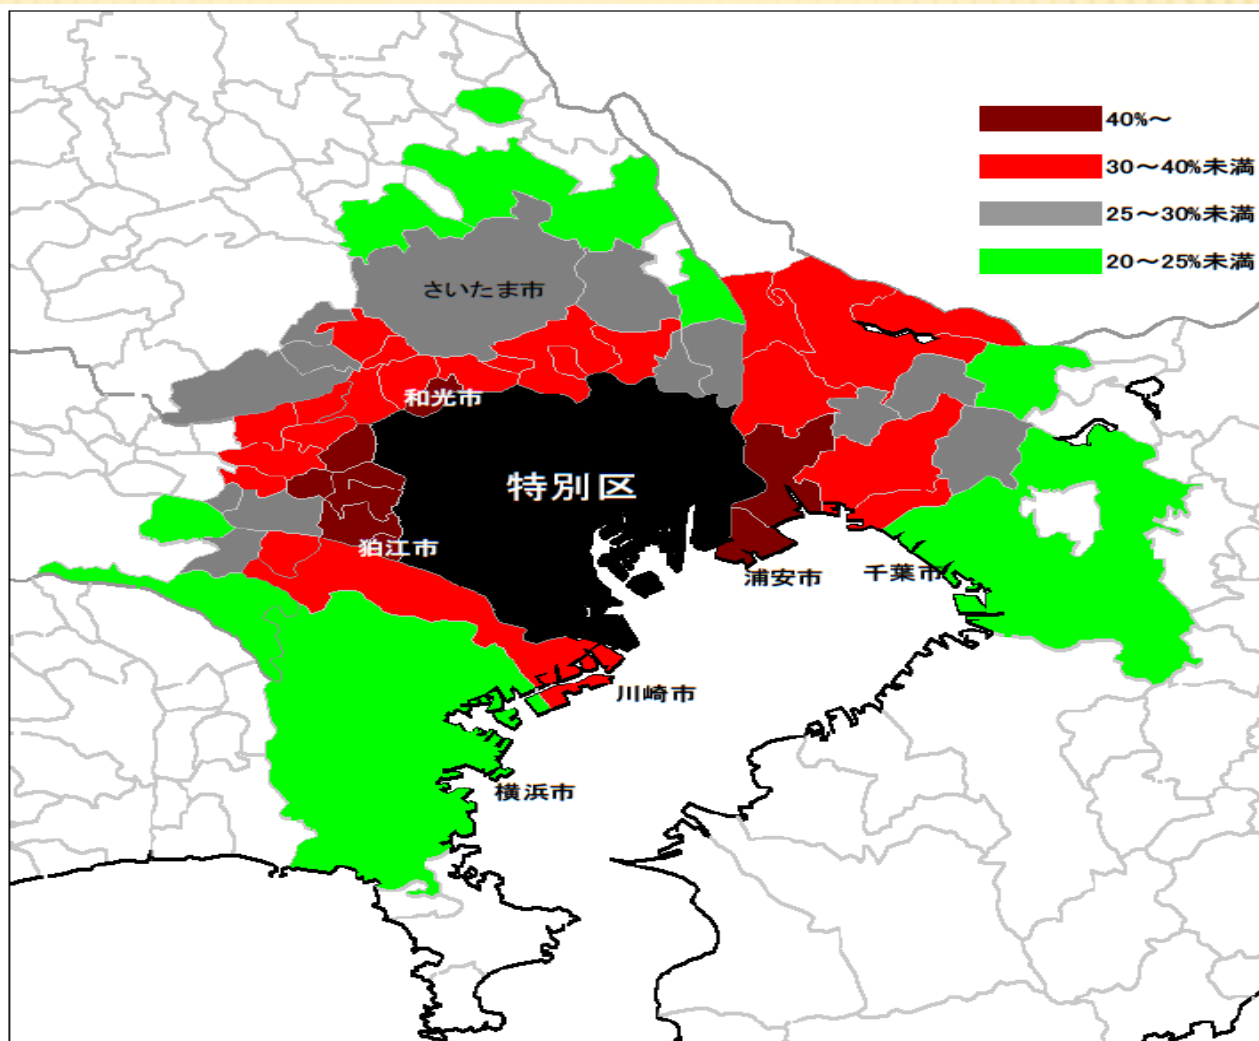 40%～
30～40%未満
25～30%未満
20～25%未満
さいたま市
和光市
特別区
狛江市
浦安市
千葉市
川崎市
横浜市